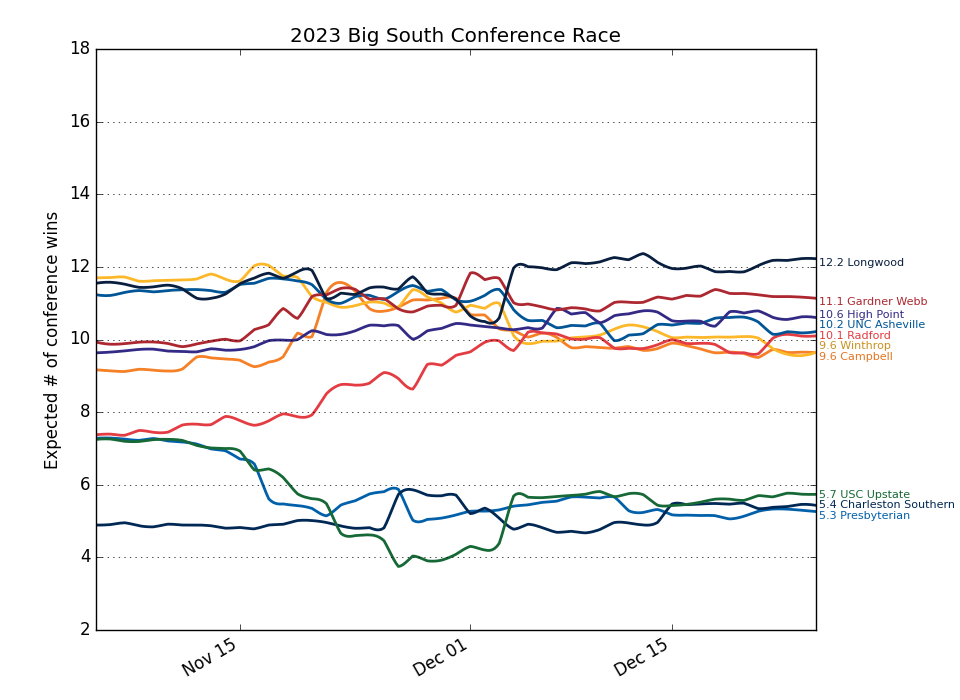 2023 Big South Conference Race
Expected # of conference wins
18
16
14
12
10
8
6
4
2
Nov 15
Dec 01
Dec 15
12.2 Longwood
11.1 Gardner Webb
10.6 High Point
10.2 UNC Asheville
10.1 Radford
9.6 Winthrop
9.6 Campbell
5.7 USC Upstate
5.4 Charleston Southern
5.3 Presbyterian